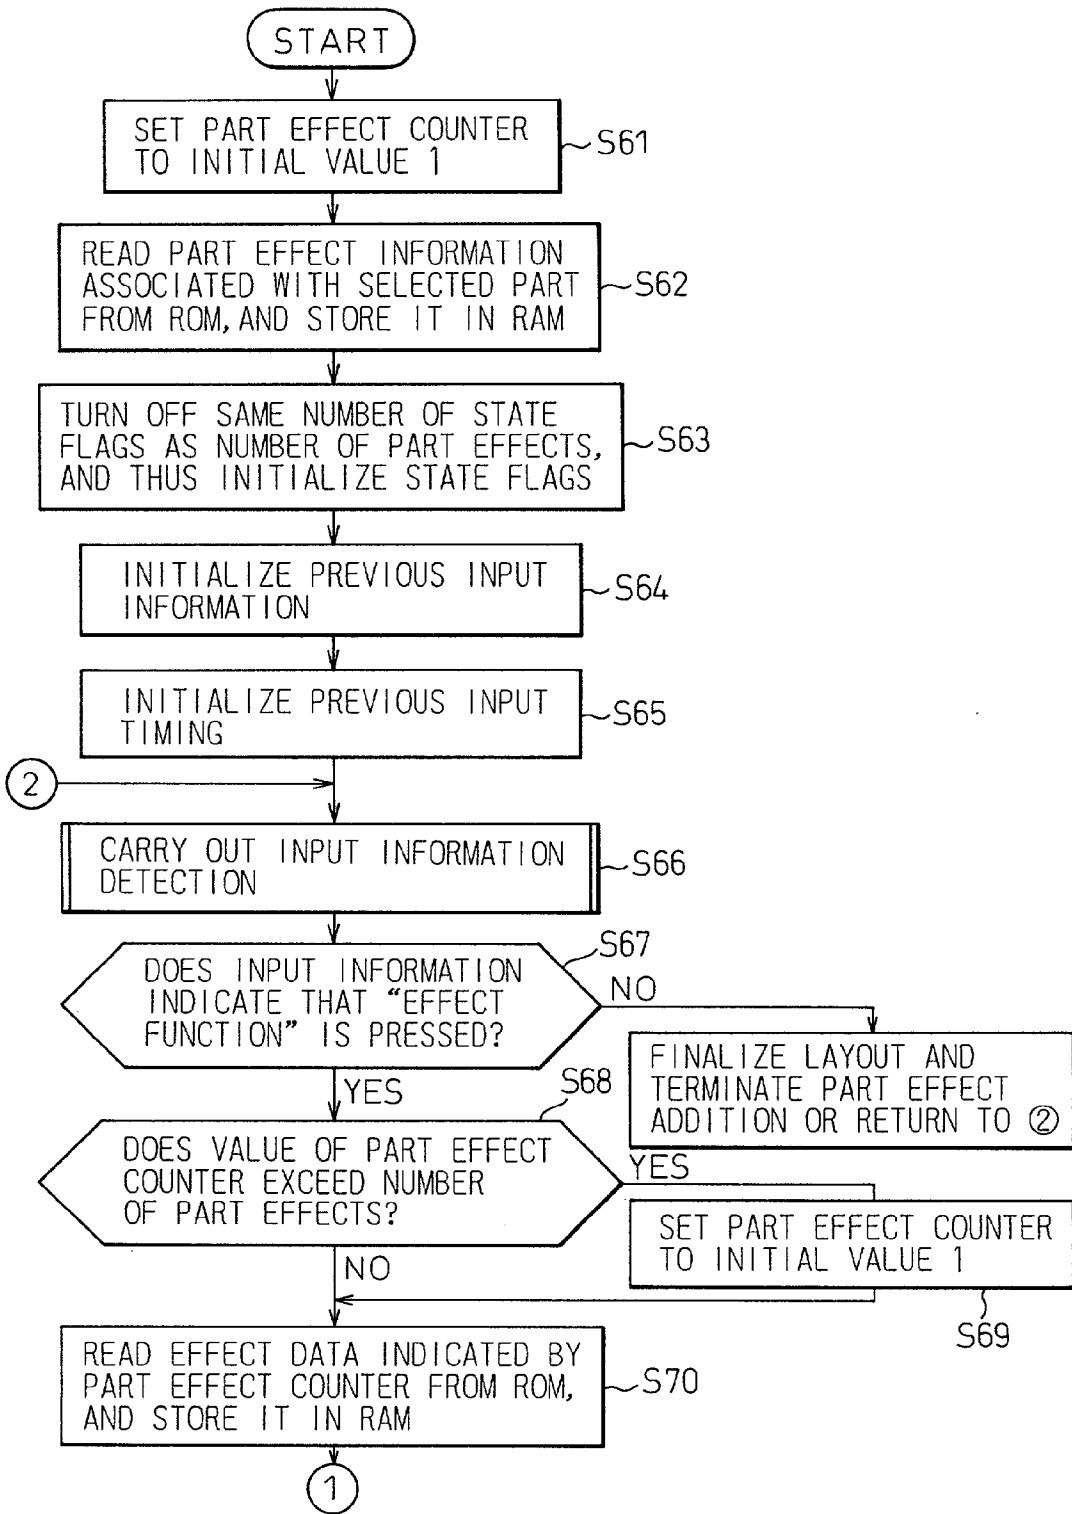 START
SET PART EFFECT COUNTER
TO INITIAL VALUE 1
S61
READ PART EFFECT INFORMATION
ASSOCIATED WITH SELECTED PART
FROM ROM, AND STORE IT IN RAM
S62
TURN OFF SAME NUMBER OF STATE
FLAGS AS NUMBER OF PART EFFECTS,
AND THUS INITIALIZE STATE FLAGS
S63
INITIALIZE PREVIOUS INPUT
INFORMATION
S64
INITIALIZE PREVIOUS INPUT
TIMING
S65
2
CARRY OUT INPUT INFORMATION
DETECTION
S66
S67
DOES INPUT INFORMATION
INDICATE THAT “EFFECT
FUNCTION” IS PRESSED?
NO
FINALIZE LAYOUT AND
TERMINATE PART EFFECT
ADDITION OR RETURN TO ②
YES
S68
DOES VALUE OF PART EFFECT
COUNTER EXCEED NUMBER
OF PART EFFECTS?
YES
SET PART EFFECT COUNTER
TO INITIAL VALUE 1
S69
NO
READ EFFECT DATA INDICATED BY
PART EFFECT COUNTER FROM ROM,
AND STORE IT IN RAM
S70
1